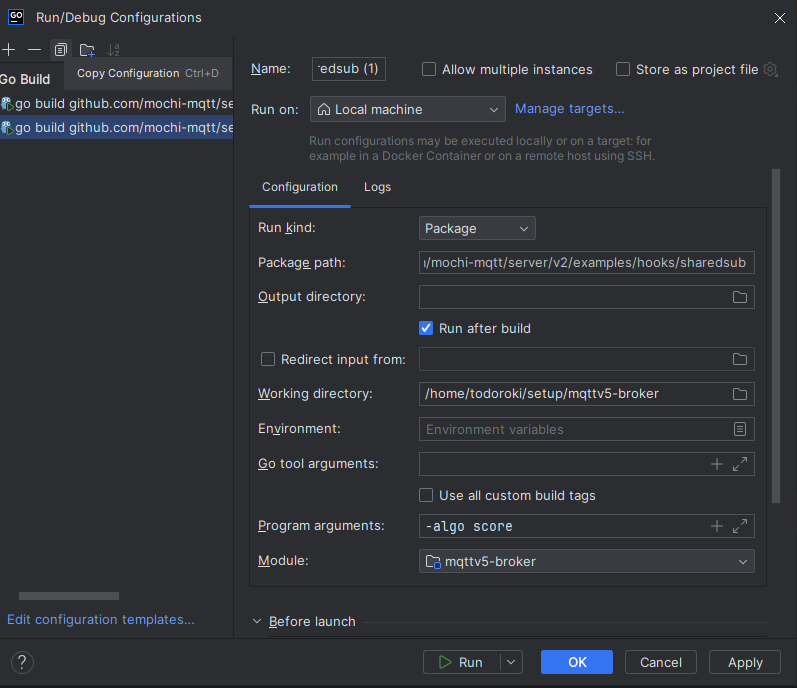 GO
Run/Debug Configurations
Go Build
Copy Configuration Ctrl+D
go build github.com/mochi-mqtt/se
go build github.com/mochi-mqtt/se
Name: redsub (1)
Allow multiple instances
Store as project file
Run on: Local machine
Manage targets...
Run configurations may be executed locally or on a target: for
example in a Docker Container or on a remote host using SSH.
Configuration
Logs
Run kind: Package
Package path: /mochi-mqtt/server/v2/examples/hooks/sharedsub
Output directory:
Run after build
Redirect input from:
Working directory: /home/todoroki/setup/mqttv5-broker
Environment: Environment variables
Go tool arguments:
Use all custom build tags
Program arguments: -algo score
Module: mqttv5-broker
Before launch
Edit configuration templates...
?
Run
OK
Cancel
Apply